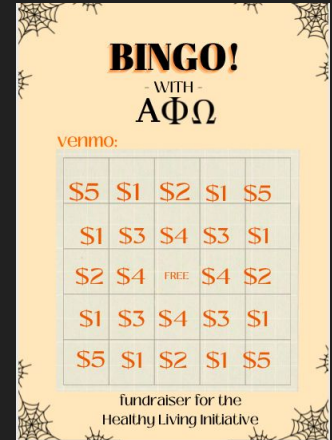 BINGO!
- WITH -
ΑΦΩ
venmo:
$5 $1 $2 $1 $5
$1 $3 $4 $3 $1
$2 $4 FREE $4 $2
$1 $3 $4 $3 $1
$5 $1 $2 $1 $5
fundraiser for the
Healthy Living Initiative